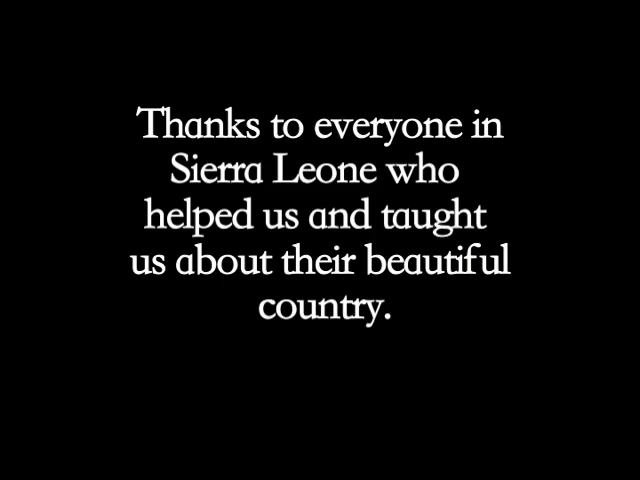 Thanks to everyone in
Sierra Leone who
helped us and taught
us about their beautiful
country.